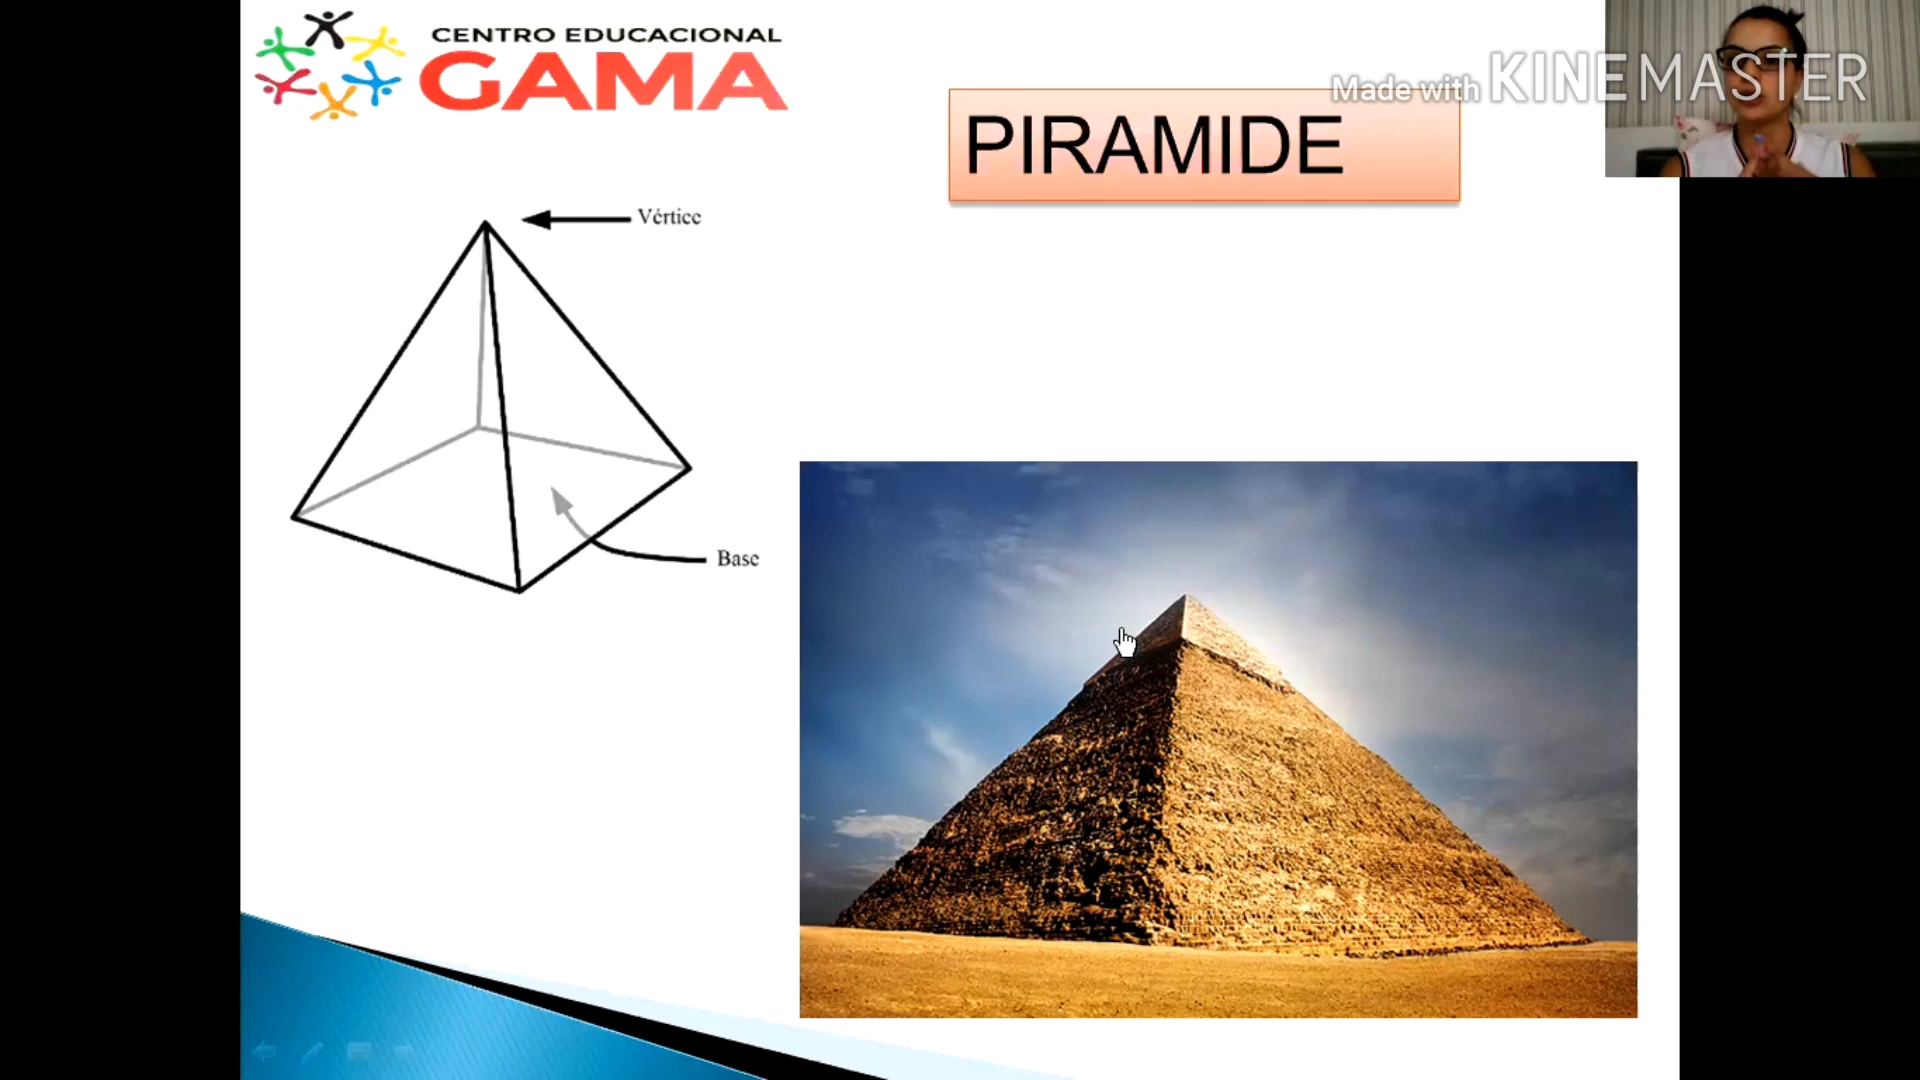 CENTRO EDUCACIONAL
GAMA
Made with KINEMASTER
PIRAMIDE
Vértice
Base